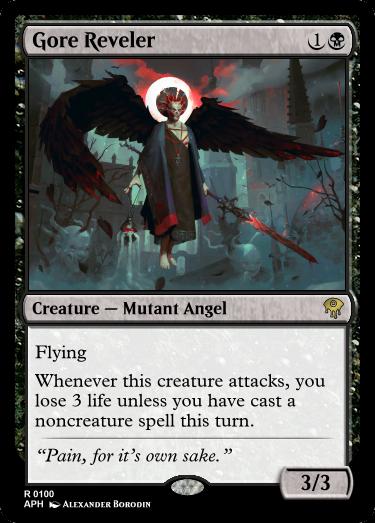 Gore Reveler 1
Creature — Mutant Angel
Flying
Whenever this creature attacks, you
lose 3 life unless you have cast a
noncreature spell this turn.
“Pain, for it’s own sake.”
3/3
R 0100
APH Alexander Borodin